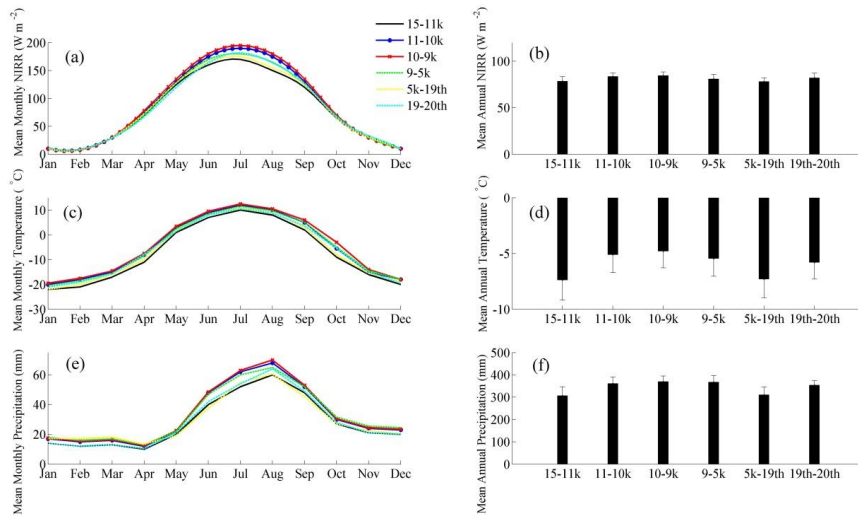 Mean Monthly NIRR (W m⁻²)
200
150
100
50
0
(a)
15-11k
11-10k
10-9k
9-5k
5k-19th
19-20th
Jan Feb Mar Apr May Jun Jul Aug Sep Oct Nov Dec
Mean Annual NIRR (W m⁻²)
100
50
0
(b)
15-11k 11-10k 10-9k 9-5k 5k-19th 19th-20th
Mean Monthly Temperature (°C)
10
0
-10
-20
-30
(c)
Jan Feb Mar Apr May Jun Jul Aug Sep Oct Nov Dec
Mean Annual Temperature (°C)
0
-5
-10
(d)
15-11k 11-10k 10-9k 9-5k 5k-19th 19th-20th
Mean Monthly Precipitation (mm)
60
40
20
0
(e)
Jan Feb Mar Apr May Jun Jul Aug Sep Oct Nov Dec
Mean Annual Precipitation (mm)
500
400
300
200
100
0
(f)
15-11k 11-10k 10-9k 9-5k 5k-19th 19th-20th